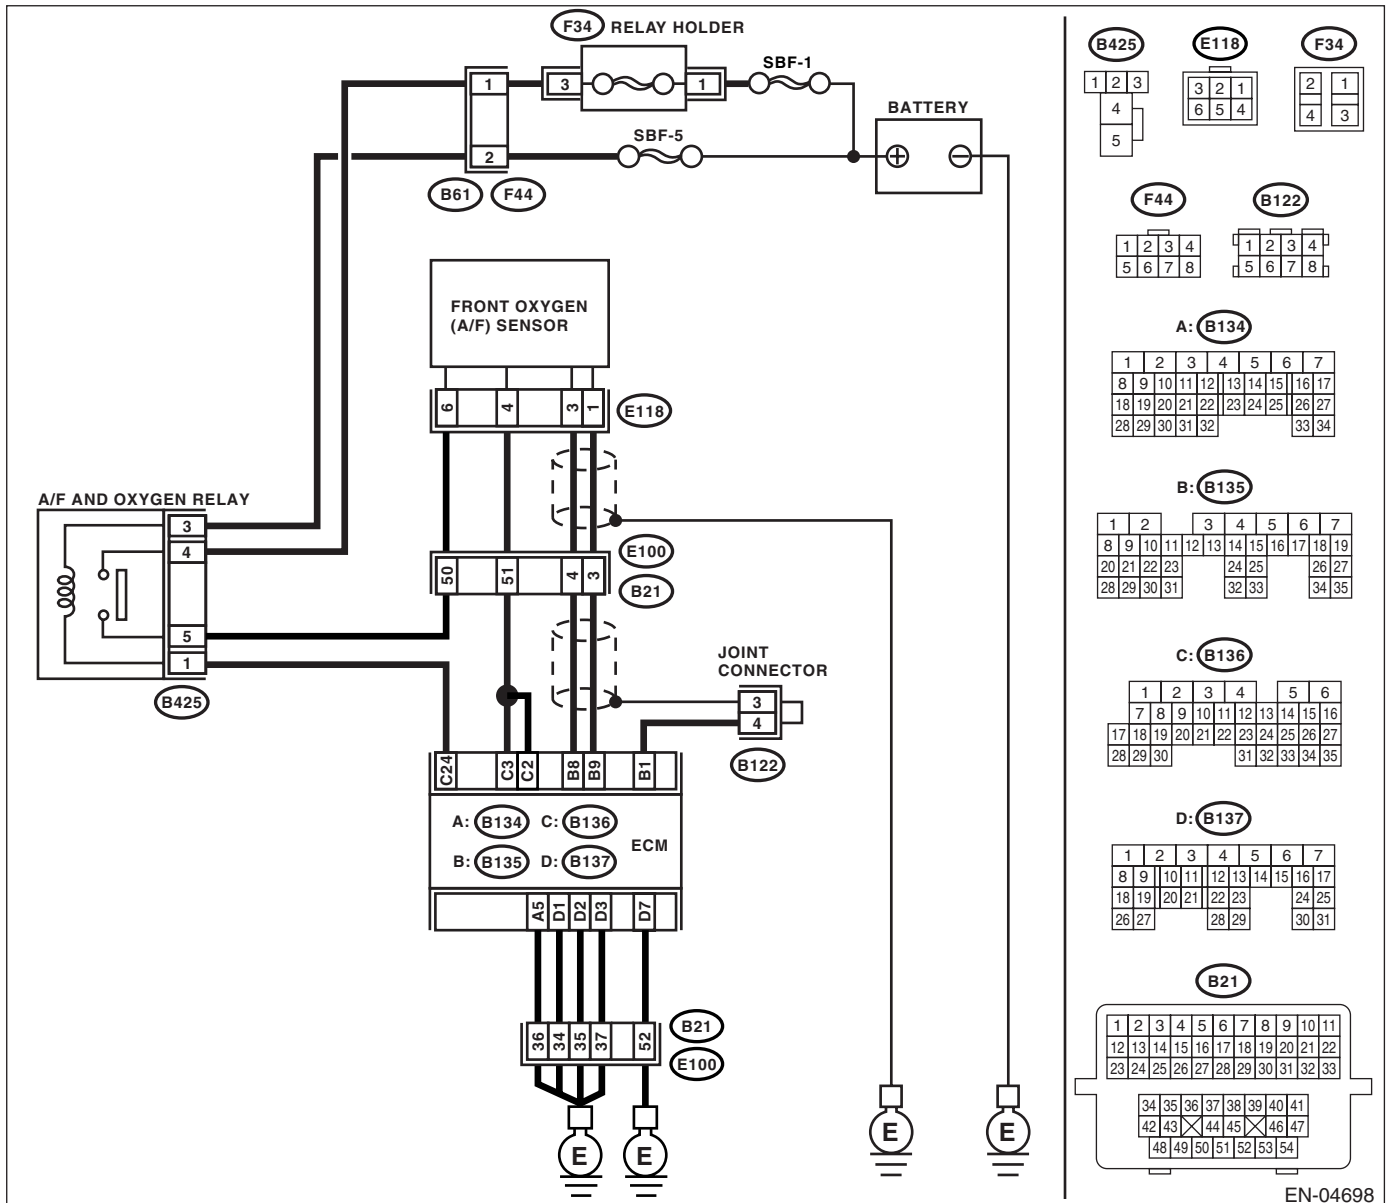 F34 RELAY HOLDER
1 3 1 SBF-1
BATTERY
SBF-5
2
B61 F44
FRONT OXYGEN
(A/F) SENSOR
6 4 3 1 E118
A/F AND OXYGEN RELAY
3
4
5
1
B425
E100
50 51 4 3
B21
JOINT
CONNECTOR
3
4
B122
C24 C3 C2 B8 B9 B1
A: B134 C: B136
B: B135 D: B137
ECM
A5 D1 D2 D3 D7
36 34 35 37 52
B21
E100
E E E E
B425 E118 F34
1 2 3
4
5
3 2 1
6 5 4
2 1
4 3
F44 B122
1 2 3 4
5 6 7 8
1 2 3 4
5 6 7 8
A: B134
1 2 3 4 5 6 7
8 9 10 11 12 13 14 15 16 17
18 19 20 21 22 23 24 25 26 27
28 29 30 31 32 33 34
B: B135
1 2 3 4 5 6 7
8 9 10 11 12 13 14 15 16 17 18 19
20 21 22 23 24 25 26 27
28 29 30 31 32 33 34 35
C: B136
1 2 3 4 5 6
7 8 9 10 11 12 13 14 15 16
17 18 19 20 21 22 23 24 25 26 27
28 29 30 31 32 33 34 35
D: B137
1 2 3 4 5 6 7
8 9 10 11 12 13 14 15 16 17
18 19 20 21 22 23 24 25
26 27 28 29 30 31
B21
1 2 3 4 5 6 7 8 9 10 11
12 13 14 15 16 17 18 19 20 21 22
23 24 25 26 27 28 29 30 31 32 33
34 35 36 37 38 39 40 41
42 43 44 45 46 47
48 49 50 51 52 53 54
EN-04698